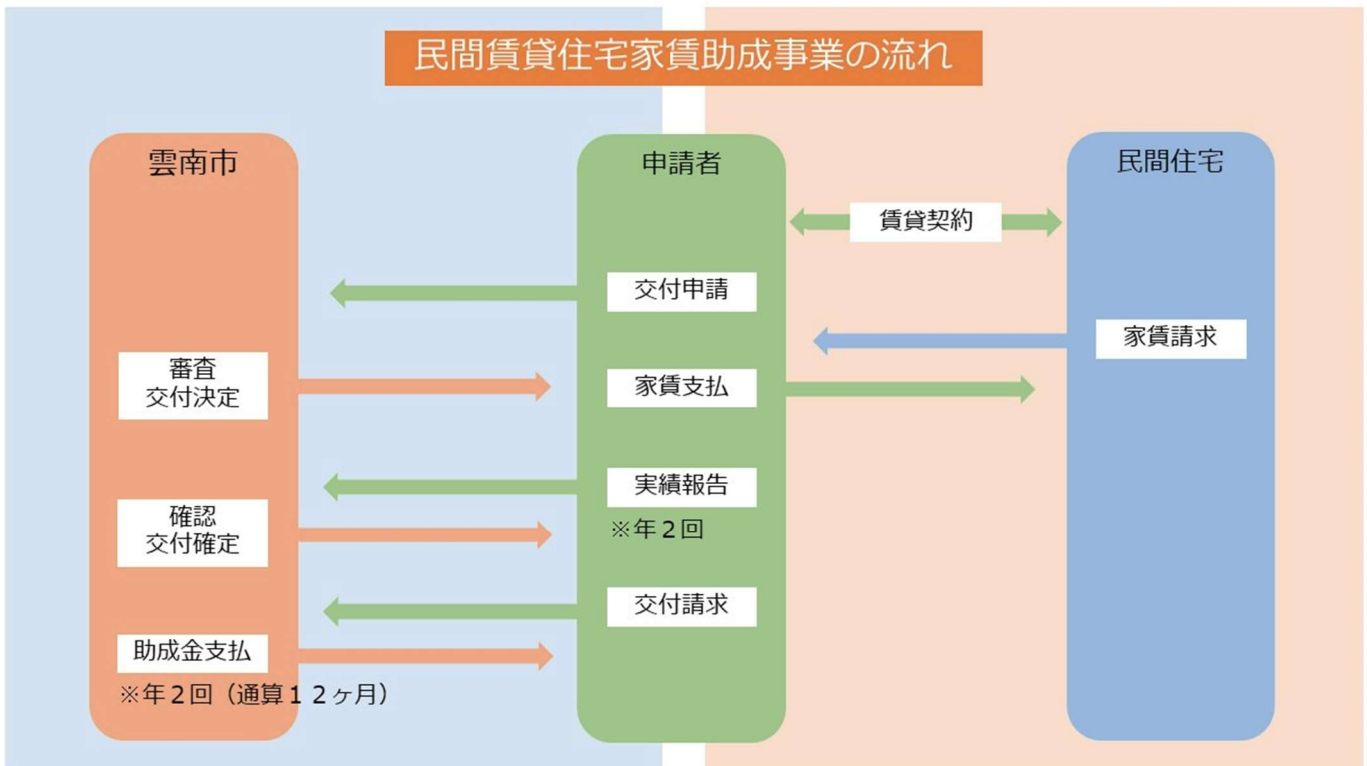 民間賃貸住宅家賃助成事業の流れ
雲南市
申請者
民間住宅
賃貸契約
交付申請
家賃請求
審査
交付決定
家賃支払
実績報告
※年２回
確認
交付確定
交付請求
助成金支払
※年２回（通算１２ヶ月）